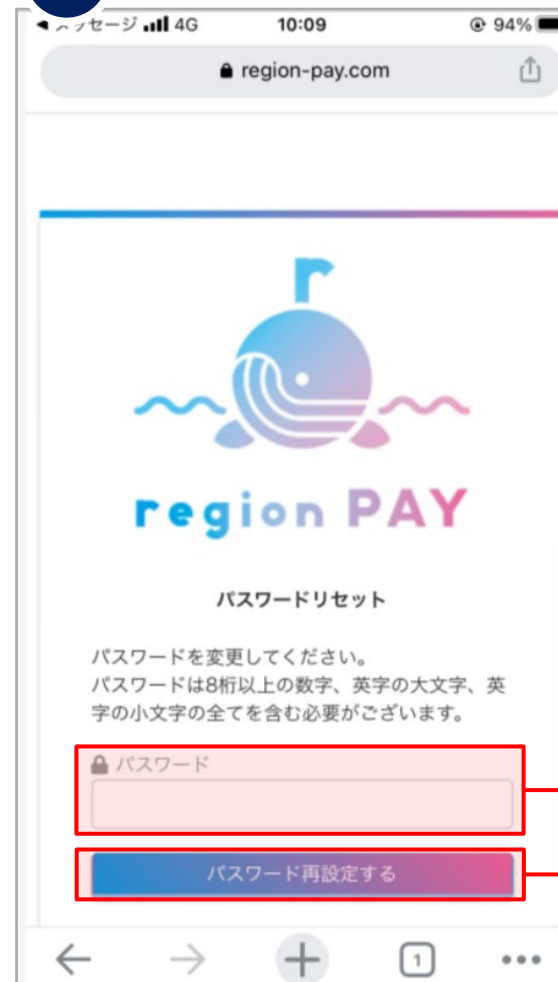 メッセージ 4G 10:09 94%
region-pay.com
r
region PAY
パスワードリセット
パスワードを変更してください。
パスワードは8桁以上の数字、英字の大文字、英
字の小文字の全てを含む必要がございます。
パスワード
パスワード再設定する
1